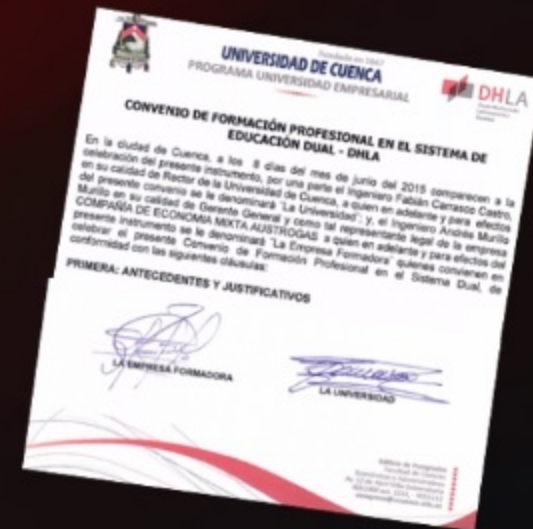 Fundada en 1867
UNIVERSIDAD DE CUENCA
PROGRAMA UNIVERSIDAD EMPRESARIAL
DHLA
CONVENIO DE FORMACIÓN PROFESIONAL EN EL SISTEMA DE
EDUCACIÓN DUAL - DHLA
En la ciudad de Cuenca, a los 8 días del mes de junio del 2015 comparecen a la
celebración del presente instrumento, por una parte el Ingeniero Fabián Carrasco Castro,
en su calidad de Rector de la Universidad de Cuenca, a quien en adelante y para efectos
del presente convenio se le denominará "La Universidad"; y, el Ingeniero Andrés Murillo
Murillo en su calidad de Gerente General y como tal representante legal de la empresa
COMPAÑÍA DE ECONOMIA MIXTA AUSTROGAS a quien en adelante y para efectos del
presente instrumento se le denominará "La Empresa Formadora" quienes convienen en
celebrar el presente Convenio de Formación Profesional en el Sistema Dual, de
conformidad con las siguientes cláusulas:
PRIMERA: ANTECEDENTES Y JUSTIFICATIVOS
LA EMPRESA FORMADORA
LA UNIVERSIDAD